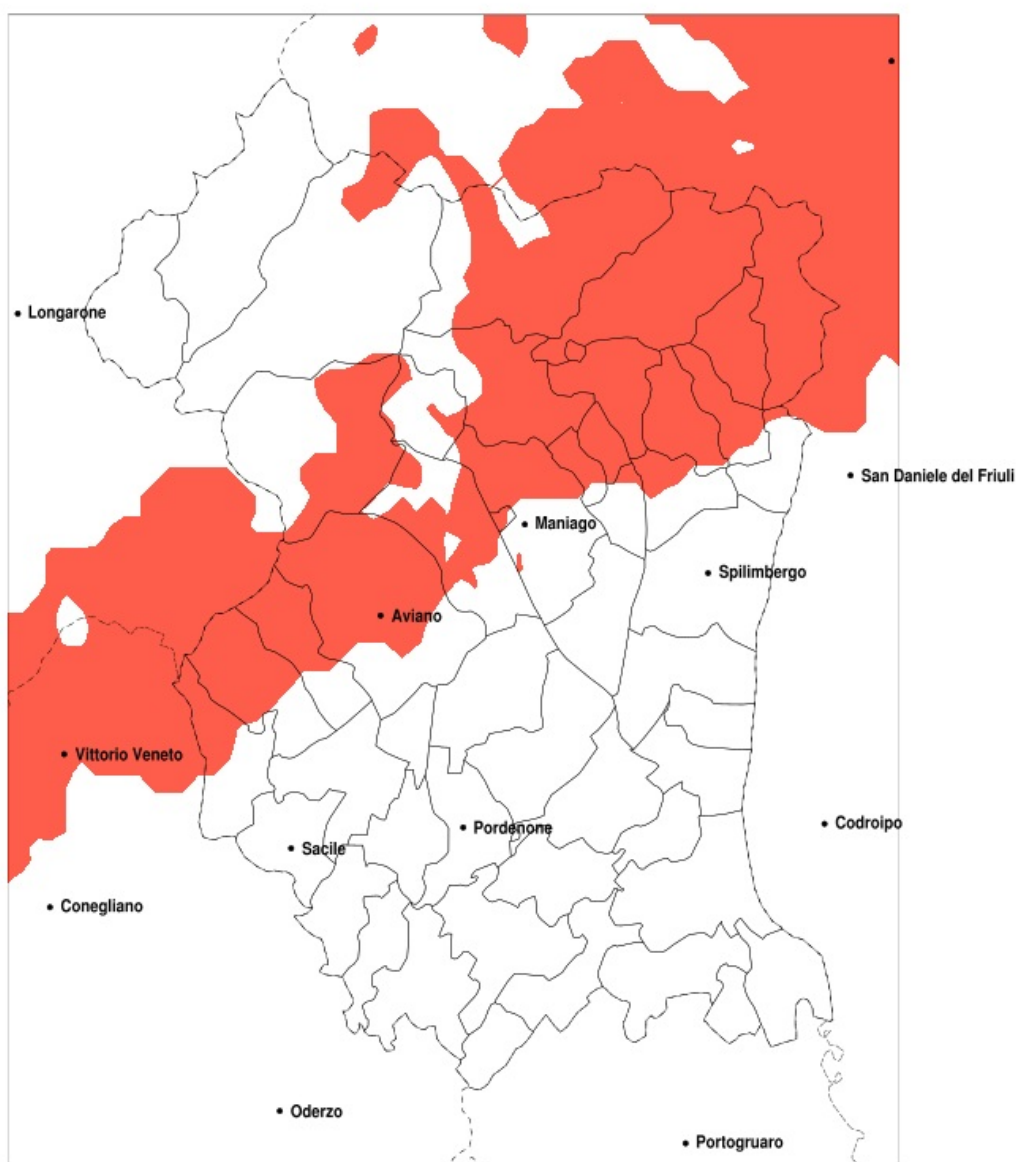 Longarone
San Daniele del Friuli
Maniago
Spilimbergo
Aviano
Vittorio Veneto
Pordenone
Codroipo
Sacile
Conegliano
Oderzo
Portogruaro